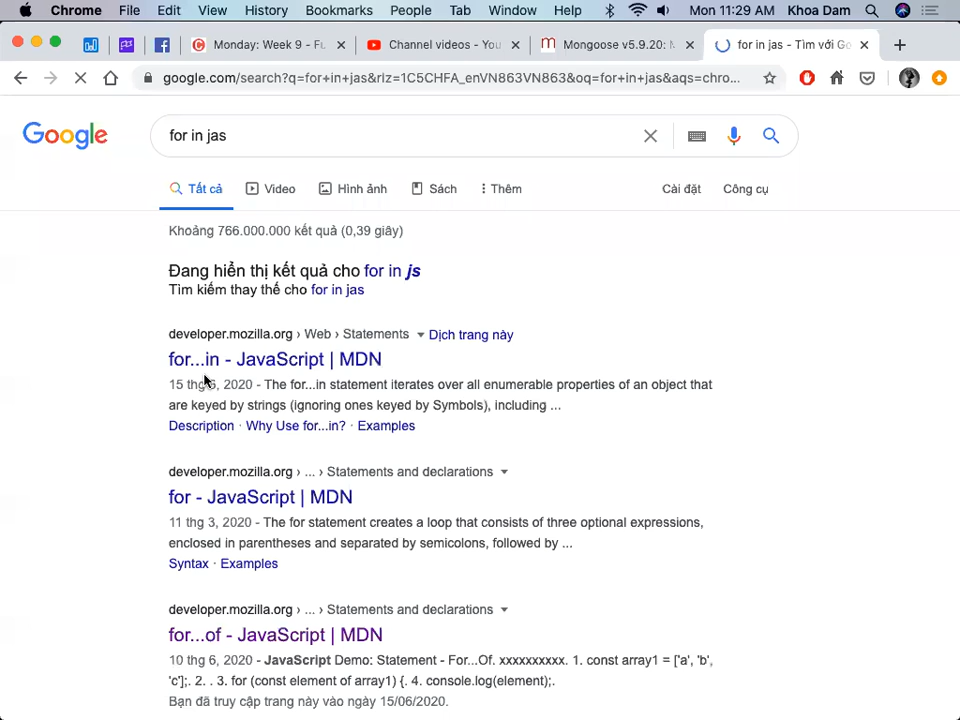 Chrome File Edit View History Bookmarks People Tab Window Help Mon 11:29 AM Khoa Dam
Monday: Week 9 - Fu Channel videos - You Mongoose v5.9.20: M for in jas - Tìm với Go
google.com/search?q=for+in+jas&rlz=1C5CHFA_enVN863VN863&oq=for+in+jas&aqs=chro...
Google for in jas
Tất cả Video Hình ảnh Sách Thêm Cài đặt Công cụ
Khoảng 766.000.000 kết quả (0,39 giây)
Đang hiển thị kết quả cho for in js
Tìm kiếm thay thế cho for in jas
developer.mozilla.org › Web › Statements Dịch trang này
for...in - JavaScript | MDN
15 thg 6, 2020 - The for...in statement iterates over all enumerable properties of an object that
are keyed by strings (ignoring ones keyed by Symbols), including ...
Description · Why Use for...in? · Examples
developer.mozilla.org › ... › Statements and declarations
for - JavaScript | MDN
11 thg 3, 2020 - The for statement creates a loop that consists of three optional expressions,
enclosed in parentheses and separated by semicolons, followed by ...
Syntax · Examples
developer.mozilla.org › ... › Statements and declarations
for...of - JavaScript | MDN
10 thg 6, 2020 - JavaScript Demo: Statement - For...Of. xxxxxxxxxx. 1. const array1 = ['a', 'b',
'c'];. 2. . 3. for (const element of array1) {. 4. console.log(element);.
Bạn đã truy cập trang này vào ngày 15/06/2020.